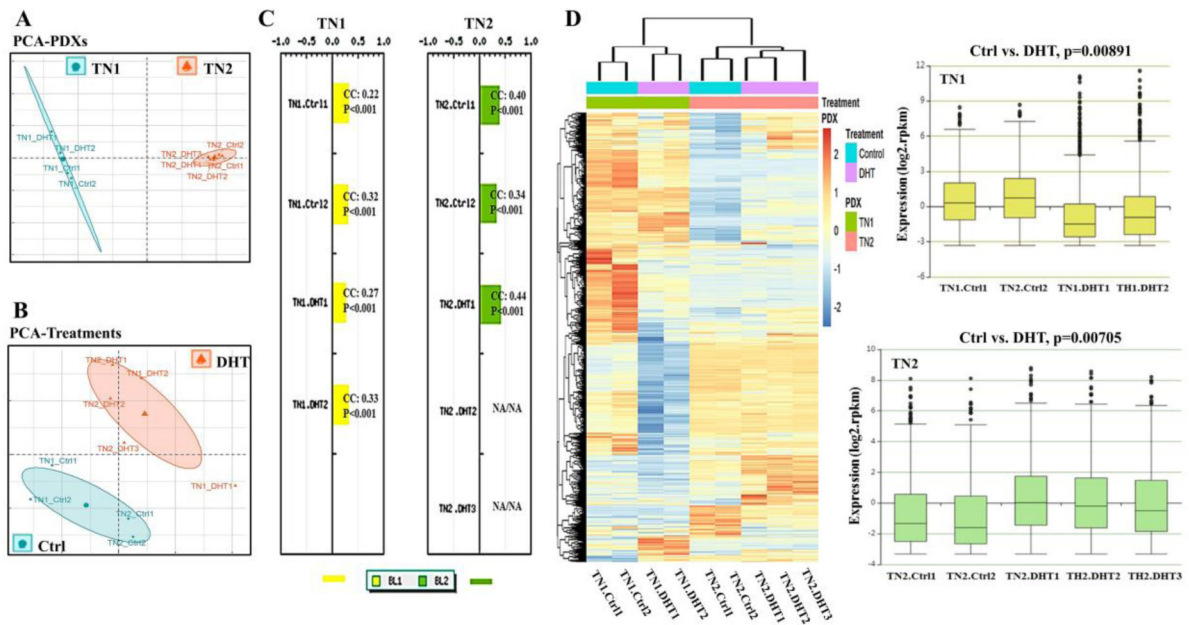 A
PCA-PDXs
TN1
TN2
TN1_DHT1
TN1_DHT2
TN1_Ctrl1
TN1_Ctrl2
TN2_Ctrl2
TN2_DHT3
TN2_DHT1
TN2_Ctrl1
TN2_DHT2
B
PCA-Treatments
DHT
TN2_DHT1
TN1_DHT2
TN2_DHT2
TN2_DHT3
TN1_Ctrl1
TN1_DHT1
TN1_Ctrl2
TN2_Ctrl1
TN2_Ctrl2
Ctrl
C
TN1
-1.0 -0.5 0.0 0.5 1.0
TN1.Ctrl1
CC: 0.22
P<0.001
TN1.Ctrl2
CC: 0.32
P<0.001
TN1.DHT1
CC: 0.27
P<0.001
TN1.DHT2
CC: 0.33
P<0.001
TN2
-1.0 -0.5 0.0 0.5 1.0
TN2.Ctrl1
CC: 0.40
P<0.001
TN2.Ctrl2
CC: 0.34
P<0.001
TN2.DHT1
CC: 0.44
P<0.001
TN2.DHT2
NA/NA
TN2.DHT3
NA/NA
BL1 BL2
D
Treatment
PDX
2
1
0
-1
-2
Treatment
Control
DHT
PDX
TN1
TN2
TN1.Ctrl1
TN1.Ctrl2
TN1.DHT1
TN1.DHT2
TN2.Ctrl1
TN2.Ctrl2
TN2.DHT1
TN2.DHT2
TN2.DHT3
Ctrl vs. DHT, p=0.00891
TN1
Expression (log2.rpkm)
12
9
6
3
0
-3
-6
TN1.Ctrl1 TN2.Ctrl2 TN1.DHT1 TH1.DHT2
Ctrl vs. DHT, p=0.00705
TN2
Expression (log2.rpkm)
10
8
6
4
2
0
-2
-4
TN2.Ctrl1 TN2.Ctrl2 TN2.DHT1 TH2.DHT2 TH2.DHT3